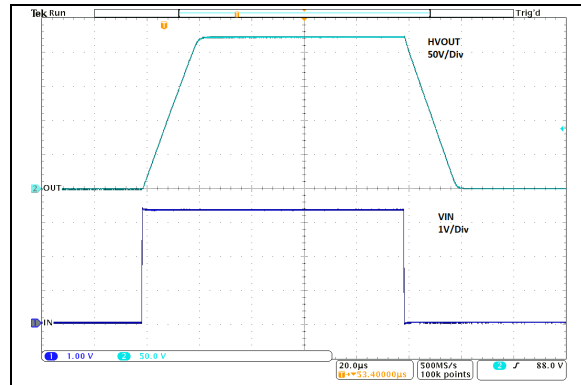 Tek Run
Trig'd
T
HVOUT
50V/Div
2 OUT
VIN
1V/Div
1 IN
1 1.00 V 2 50.0 V
20.0µs
T→▼53.4000µs
500MS/s
100k points
2 88.0 V